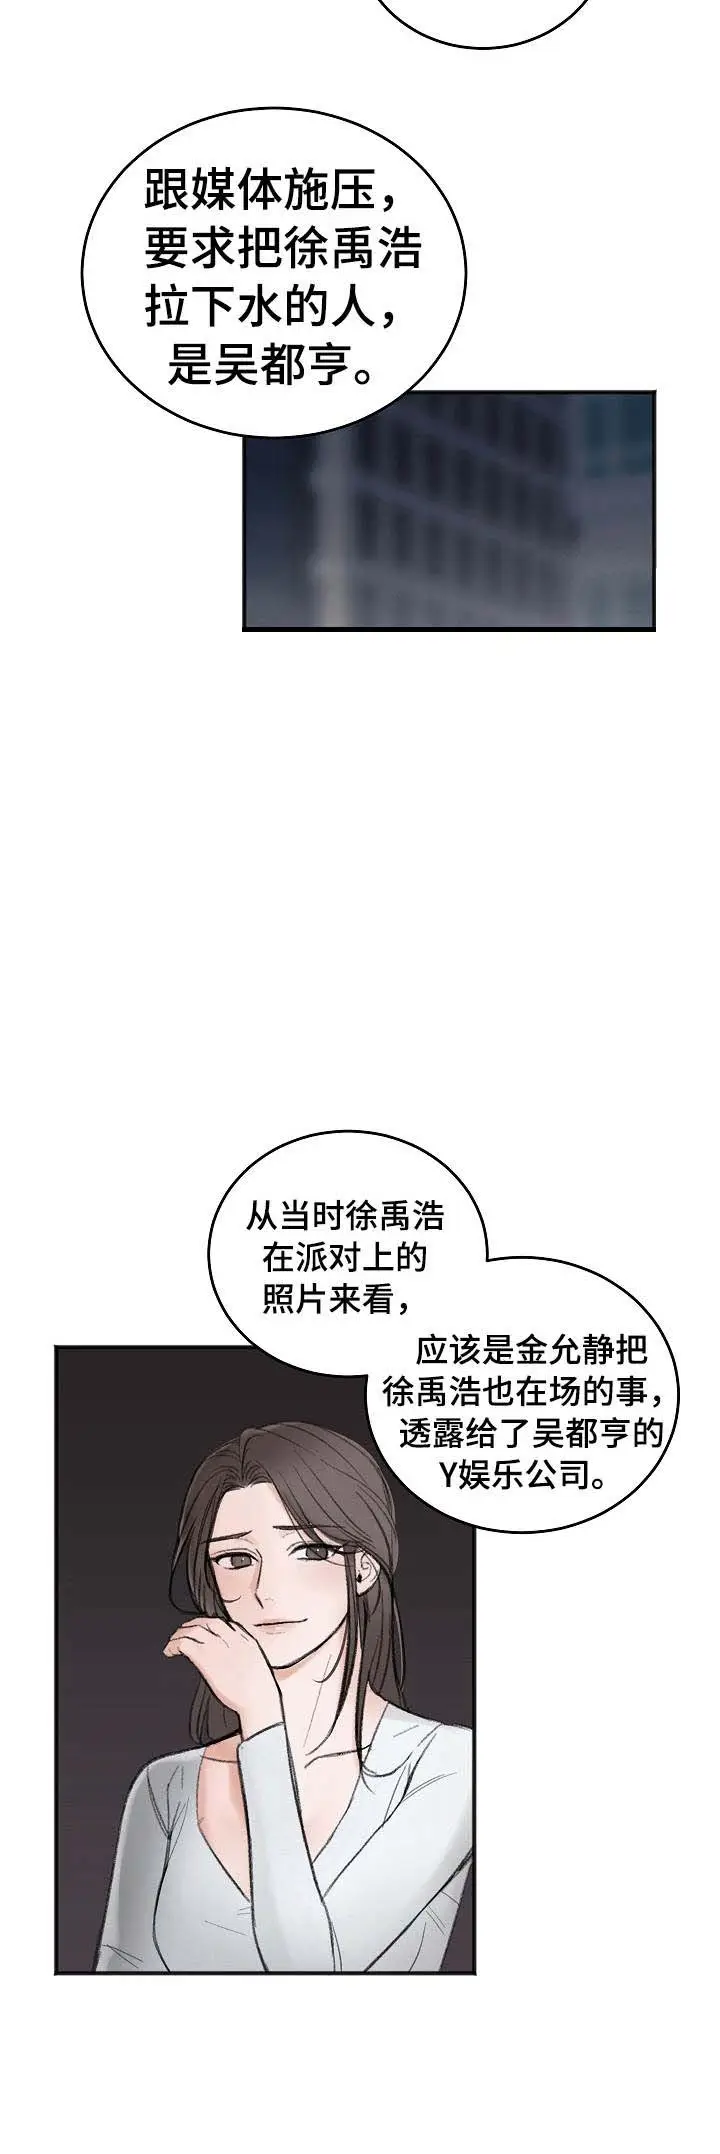 跟媒体施压，
要求把徐禹浩
拉下水的人，
是吴都亨。
从当时徐禹浩
在派对上的
照片来看，
应该是金允静把
徐禹浩也在场的事，
透露给了吴都亨的
Y娱乐公司。